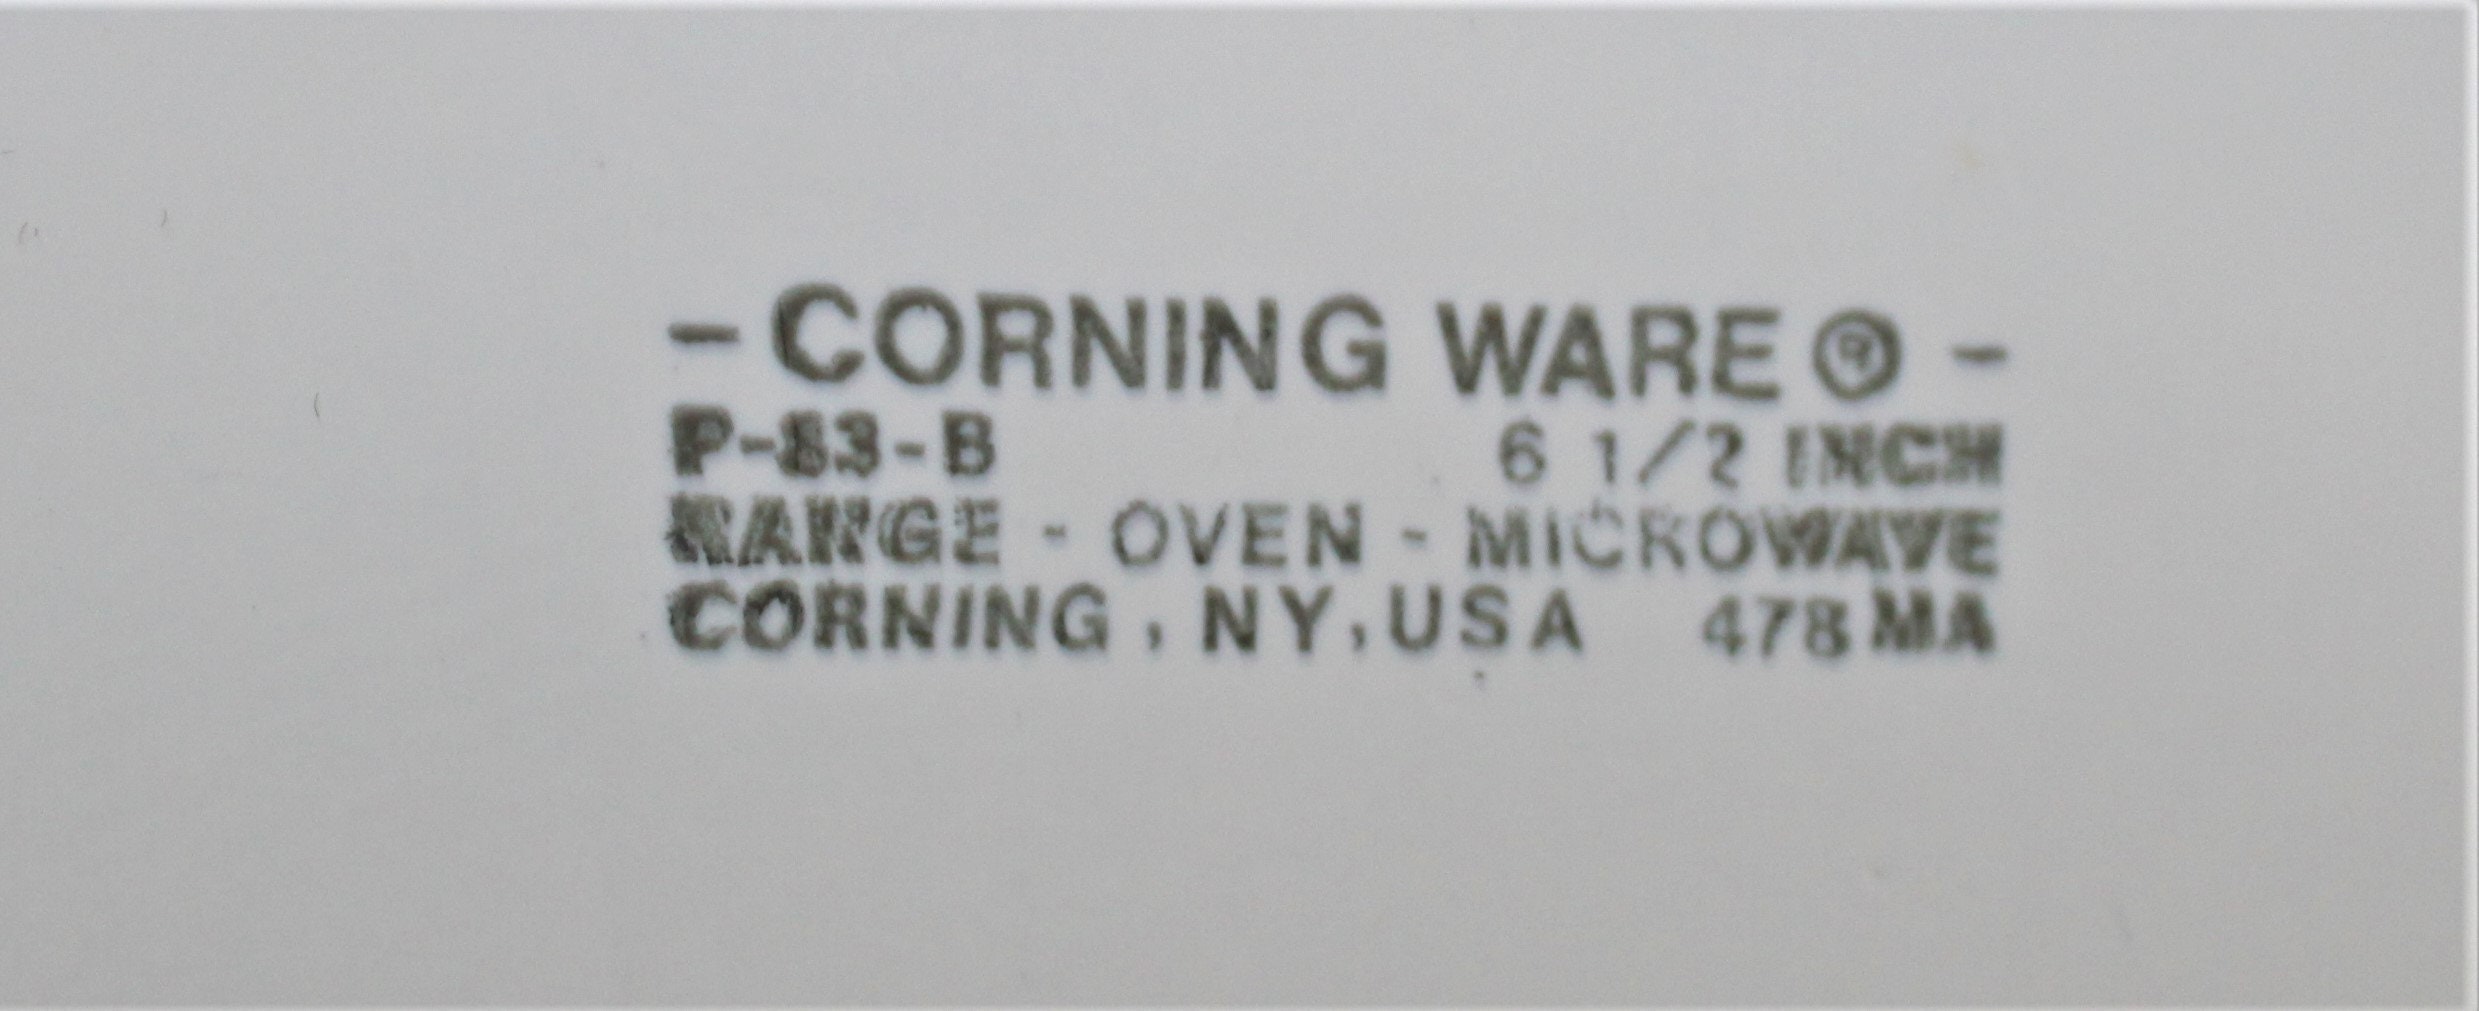 - CORNING WARE ® -
P-83-B 6 1/2 INCH
RANGE - OVEN - MICROWAVE
CORNING, NY, USA 478 MA